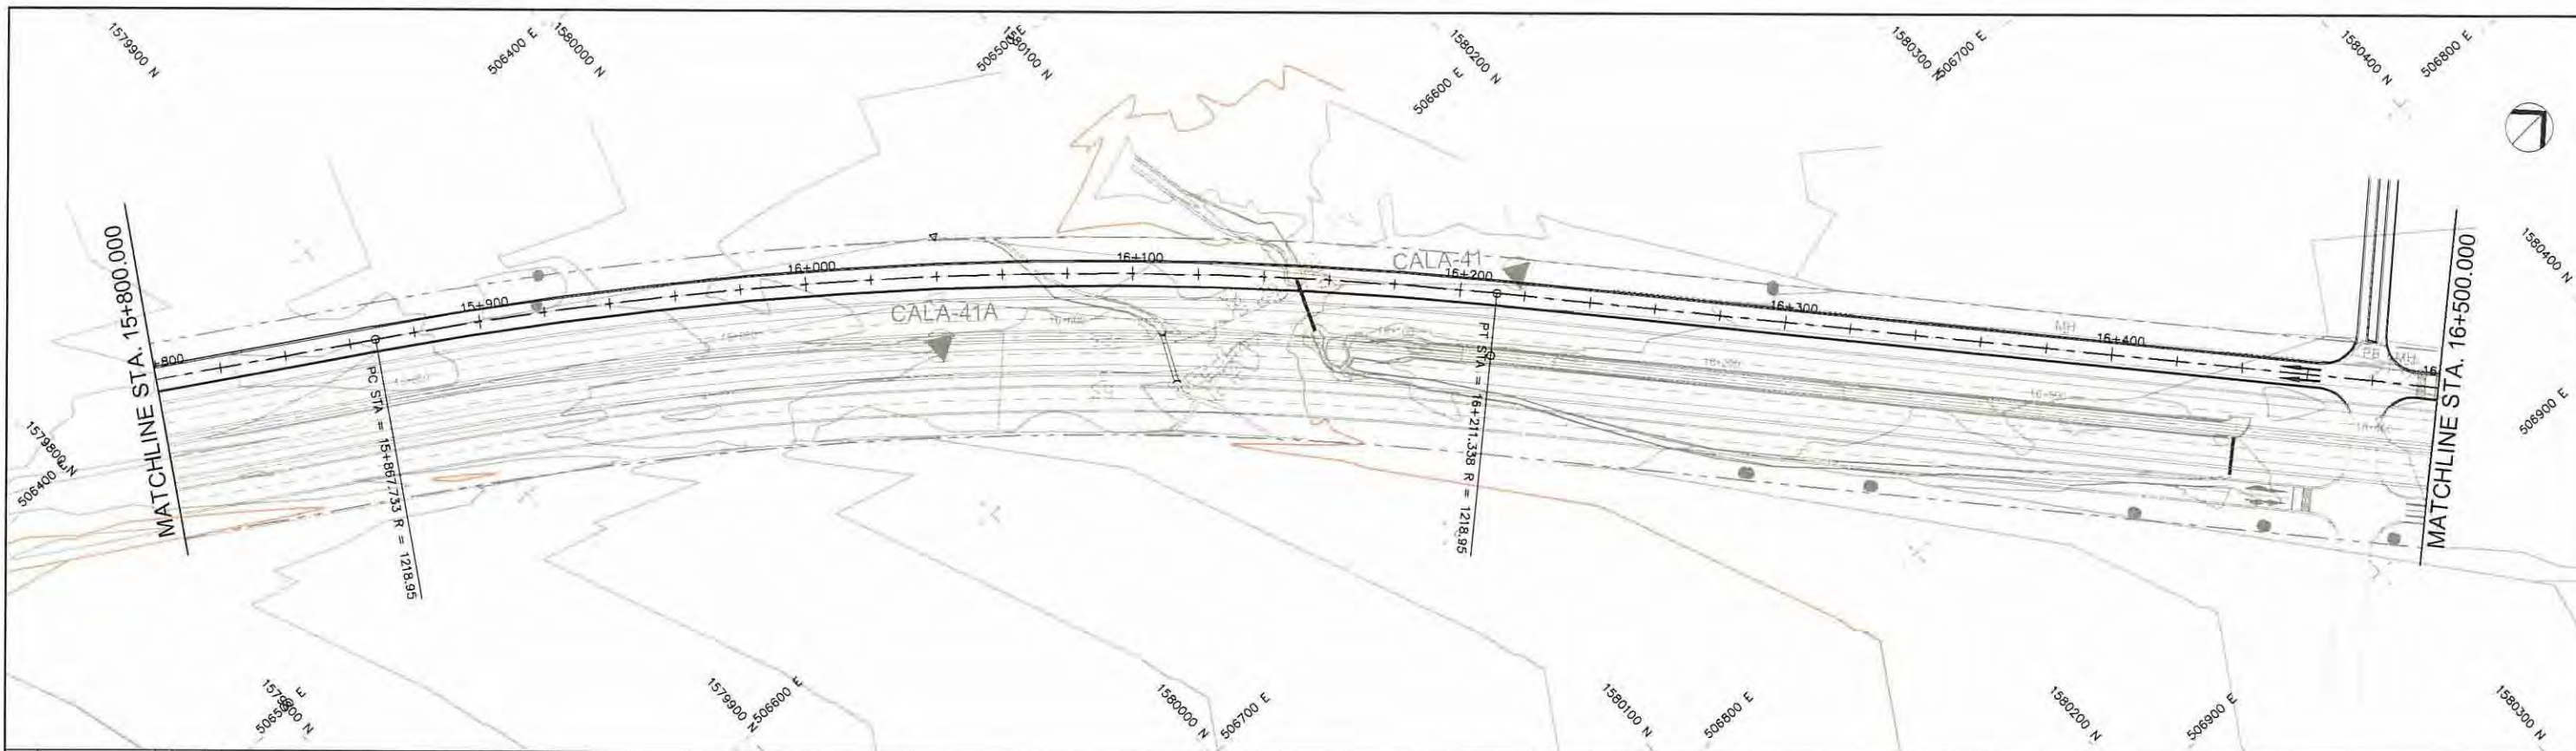 1579900 N
506400 E
1580000 N
506500 E
1580100 N
1580200 N
506600 E
1580300 N
506700 E
1580400 N
506800 E
MATCHLINE STA. 15+800.000
+800
15+900
16+000
16+100
CALA-41
16+200
16+300
MH
16+400
PB
MH
16
MATCHLINE STA. 16+500.000
1580400 N
506900 E
CALA-41A
PC STA = 15+867.733 R = 1218.95
PT STA = 16+211.338 R = 1218.95
1579800 N
506400 E
1579800 N
1579900 N
506600 E
1580000 N
506700 E
1580100 N
506800 E
1580200 N
506900 E
1580300 N